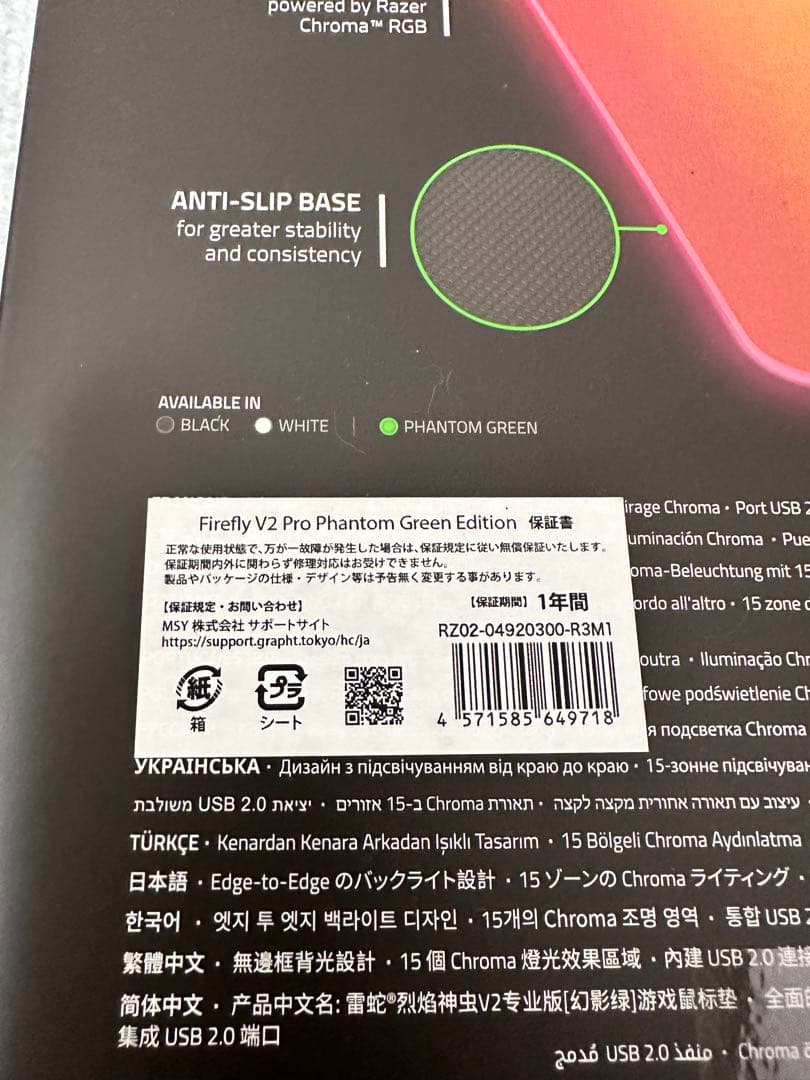 powered by Razer
Chroma™ RGB
ANTI-SLIP BASE
for greater stability
and consistency
AVAILABLE IN
BLACK WHITE | PHANTOM GREEN
Firefly V2 Pro Phantom Green Edition 保証書
正常な使用状態で、万が一故障が発生した場合は、保証規定に従い無償保証いたします。
保証期間内外に関わらず修理対応はお受けできません。
製品やパッケージの仕様・デザイン等は予告無く変更する事があります。
【保証規定・お問い合わせ】
MSY 株式会社 サポートサイト
https://support.grapht.tokyo/hc/ja
【保証期間】 1年間
RZ02-04920300-R3M1
紙
箱
プラ
シート
4 571585 649718
irage Chroma · Port USB
uminación Chroma ·
oma-Beleuchtung mit 15
ordo all'altro · 15 zone
outra · Iluminação
fowe podświetlenie
я подсветка Chroma
УКРАЇНСЬКА · Дизайн з підсвічуванням від краю до краю · 15-зонне
עיצוב עם תאורה אחורית מקצה לקצה · תאורת Chroma ב-15 אזורים · יציאת USB 2.0 משולבת
TÜRKÇE · Kenardan Kenara Arkadan Işıklı Tasarım · 15 Bölgeli Chroma Aydınlatma
日本語 · Edge-to-Edge のバックライト設計 · 15 ゾーンの Chroma ライティング ·
한국어 · 엣지 투 엣지 백라이트 디자인 · 15개의 Chroma 조명 영역 · 통합 USB
繁體中文 · 無邊框背光設計 · 15 個 Chroma 燈光效果區域 · 內建 USB 2.0 連接
简体中文 · 产品中文名: 雷蛇®烈焰神虫V2专业版[幻影绿]游戏鼠标垫 · 全面
集成 USB 2.0 端口
Chroma · منفذ USB 2.0 مُدمج